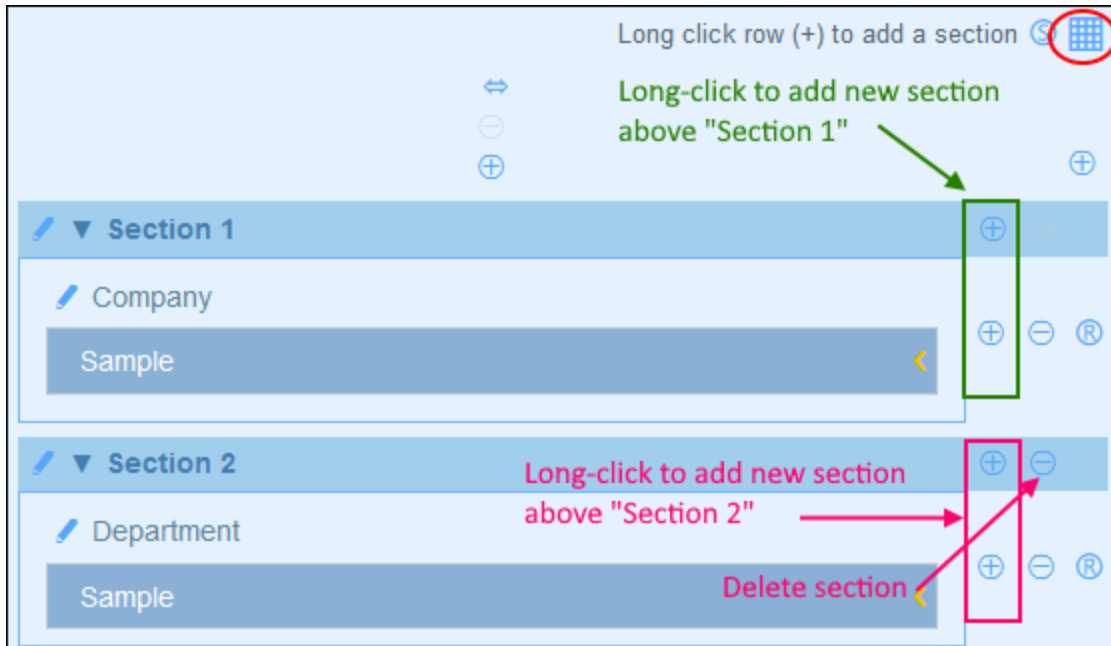 Long click row (+) to add a section Ⓢ
Long-click to add new section
above "Section 1"
▼ Section 1
Company
Ⓡ
Sample
▼ Section 2
Long-click to add new section
above "Section 2"
Department
Ⓡ
Delete section
Sample